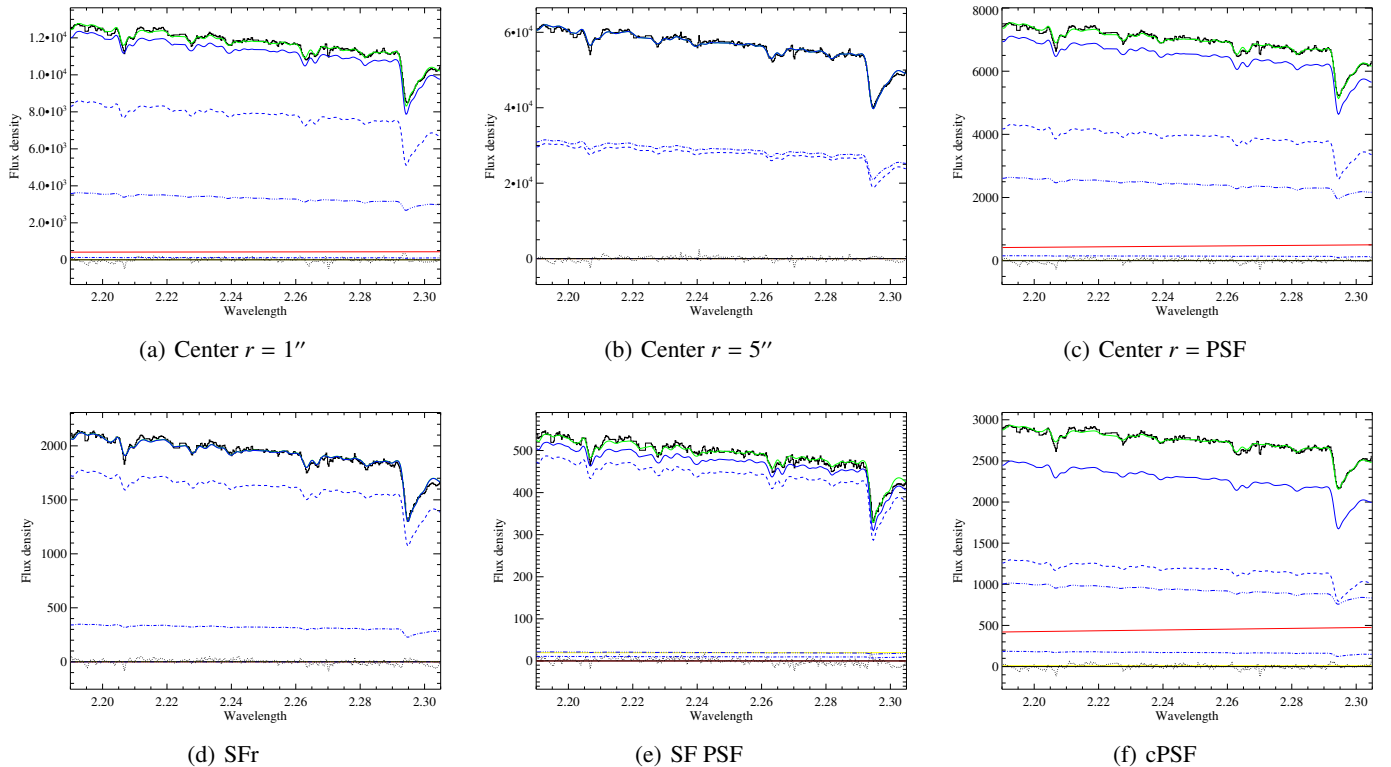 1.2•10⁴
1.0•10⁴
8.0•10³
6.0•10³
4.0•10³
2.0•10³
0
Flux density
2.20 2.22 2.24 2.26 2.28 2.30
Wavelength
(a) Center r = 1′′
6•10⁴
4•10⁴
2•10⁴
0
Flux density
2.20 2.22 2.24 2.26 2.28 2.30
Wavelength
(b) Center r = 5′′
8000
6000
4000
2000
0
Flux density
2.20 2.22 2.24 2.26 2.28 2.30
Wavelength
(c) Center r = PSF
2000
1500
1000
500
0
Flux density
2.20 2.22 2.24 2.26 2.28 2.30
Wavelength
(d) SFr
500
400
300
200
100
0
Flux density
2.20 2.22 2.24 2.26 2.28 2.30
Wavelength
(e) SF PSF
3000
2500
2000
1500
1000
500
0
Flux density
2.20 2.22 2.24 2.26 2.28 2.30
Wavelength
(f) cPSF